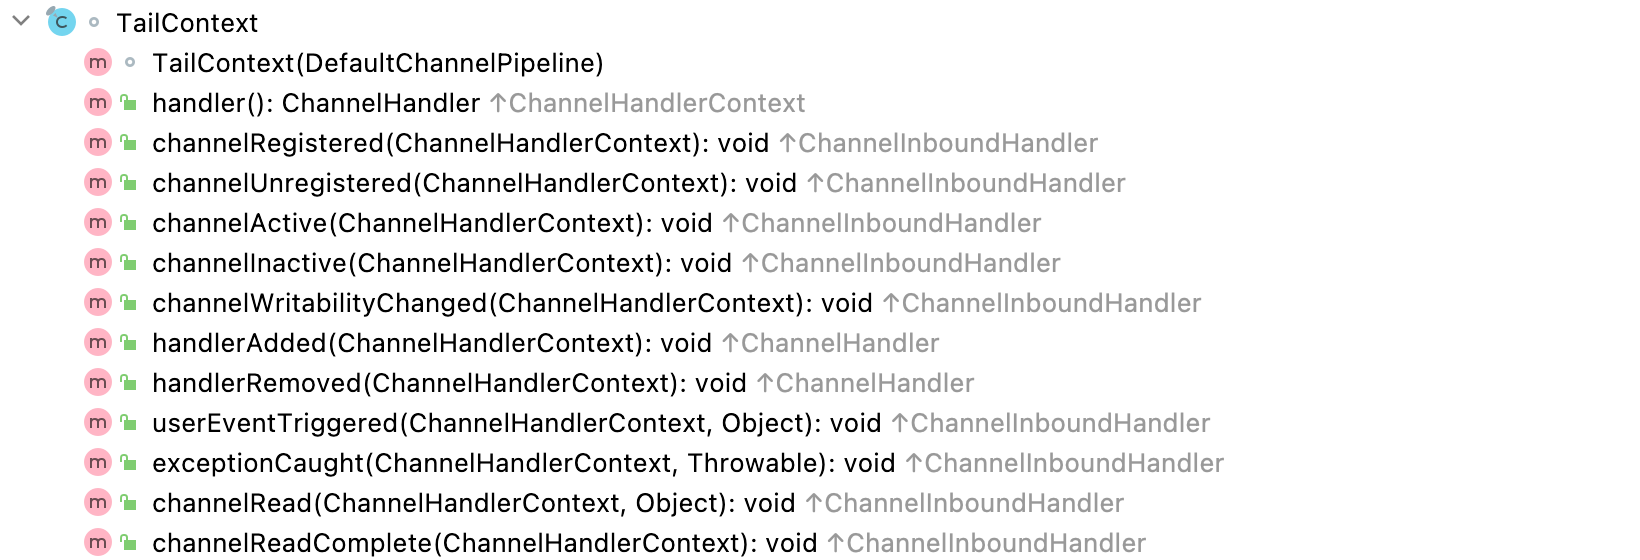 TailContext
TailContext(DefaultChannelPipeline)
handler(): ChannelHandler ↑ChannelHandlerContext
channelRegistered(ChannelHandlerContext): void ↑ChannelInboundHandler
channelUnregistered(ChannelHandlerContext): void ↑ChannelInboundHandler
channelActive(ChannelHandlerContext): void ↑ChannelInboundHandler
channelInactive(ChannelHandlerContext): void ↑ChannelInboundHandler
channelWritabilityChanged(ChannelHandlerContext): void ↑ChannelInboundHandler
handlerAdded(ChannelHandlerContext): void ↑ChannelHandler
handlerRemoved(ChannelHandlerContext): void ↑ChannelHandler
userEventTriggered(ChannelHandlerContext, Object): void ↑ChannelInboundHandler
exceptionCaught(ChannelHandlerContext, Throwable): void ↑ChannelInboundHandler
channelRead(ChannelHandlerContext, Object): void ↑ChannelInboundHandler
channelReadComplete(ChannelHandlerContext): void ↑ChannelInboundHandler